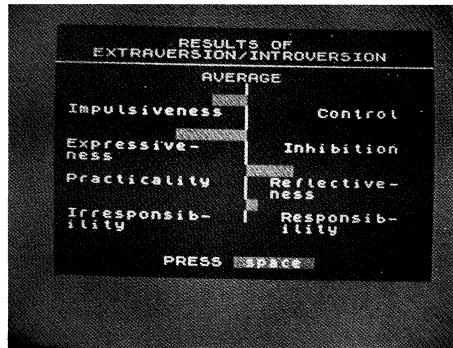 RESULTS OF
EXTRAVERSION/INTROVERSION
AVERAGE
Impulsiveness Control
Expressive-
ness Inhibition
Practicality Reflective-
ness
Irresponsib-
ility Responsib-
ility
PRESS space